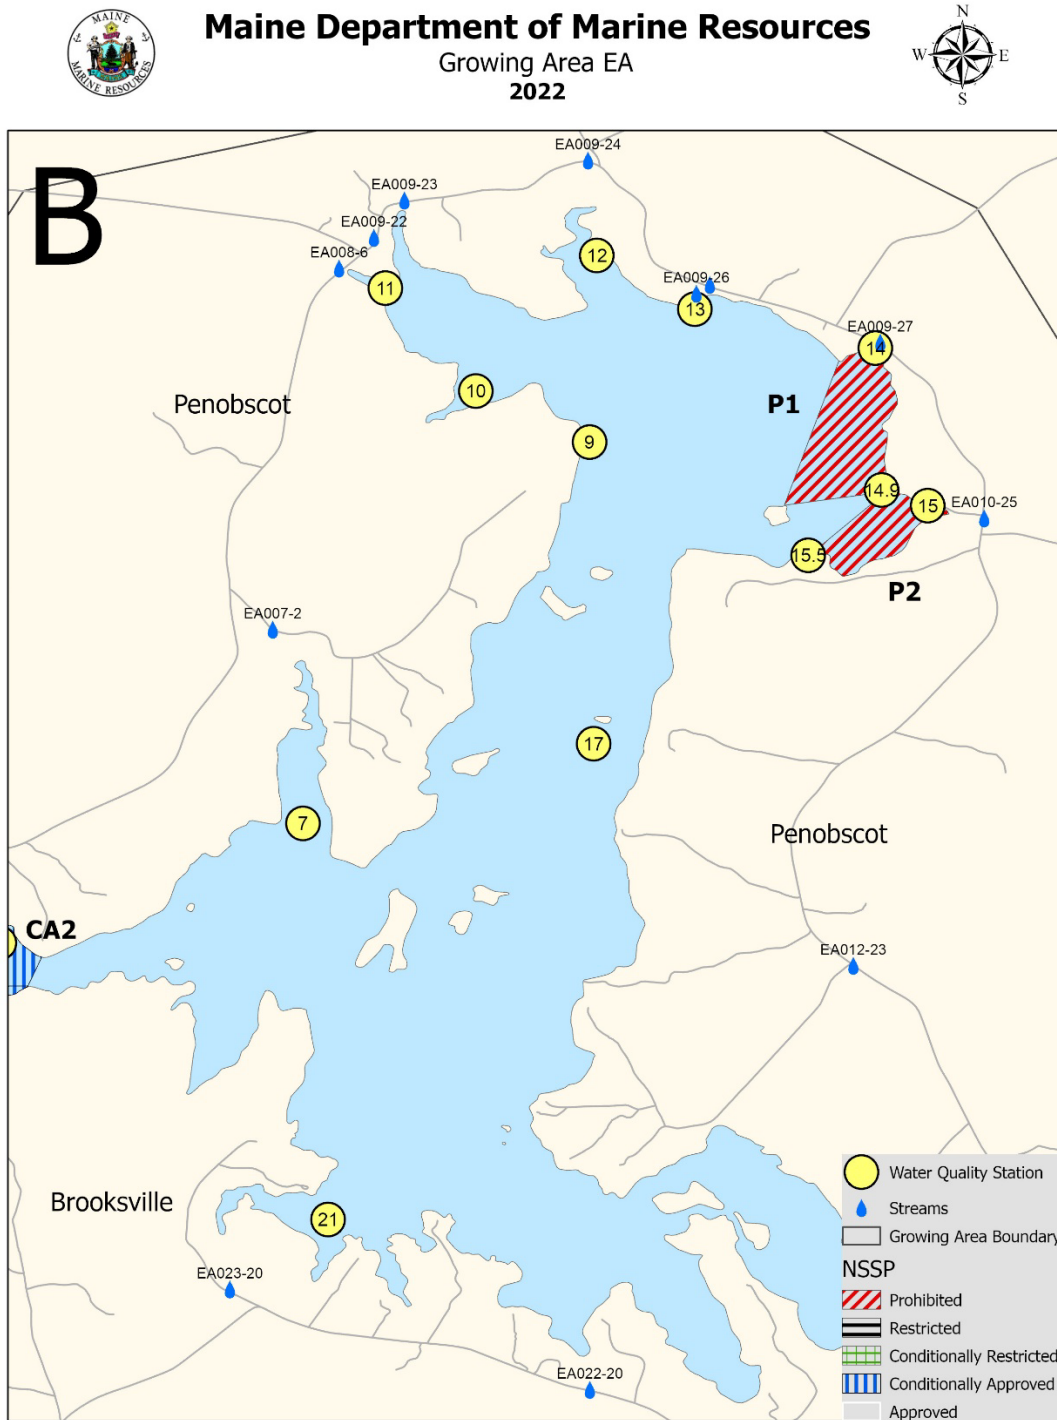 Maine Department of Marine Resources
Growing Area EA
2022
MAINE
MARINE RESOURCES
N
W
E
S
B
EA009-24
EA009-23
EA009-22
EA008-6
12
11
EA009-26
13
EA009-27
14
10
Penobscot
P1
9
14.9
15
EA010-25
15.5
P2
EA007-2
17
7
Penobscot
CA2
EA012-23
Brooksville
21
EA023-20
EA022-20
Water Quality Station
Streams
Growing Area Boundary
NSSP
Prohibited
Restricted
Conditionally Restricted
Conditionally Approved
Approved